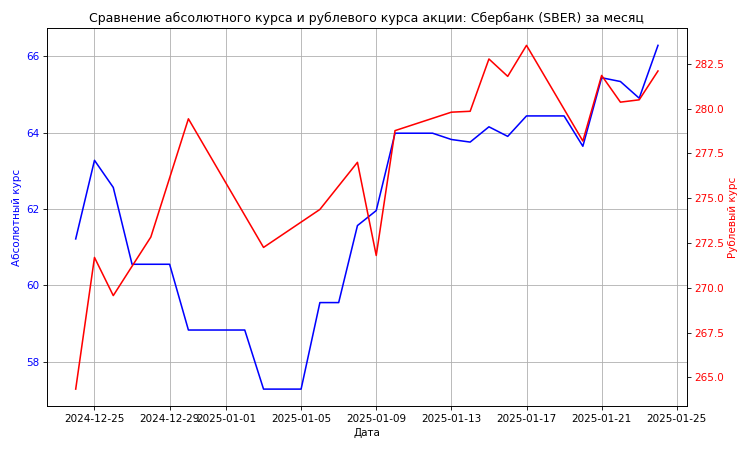 Сравнение абсолютного курса и рублевого курса акции: Сбербанк (SBER) за месяц
Абсолютный курс
66
64
62
60
58
282.5
280.0
277.5
275.0
272.5
270.0
267.5
265.0
Рублевый курс
2024-12-25 2024-12-29 2025-01-01 2025-01-05 2025-01-09 2025-01-13 2025-01-17 2025-01-21 2025-01-25
Дата